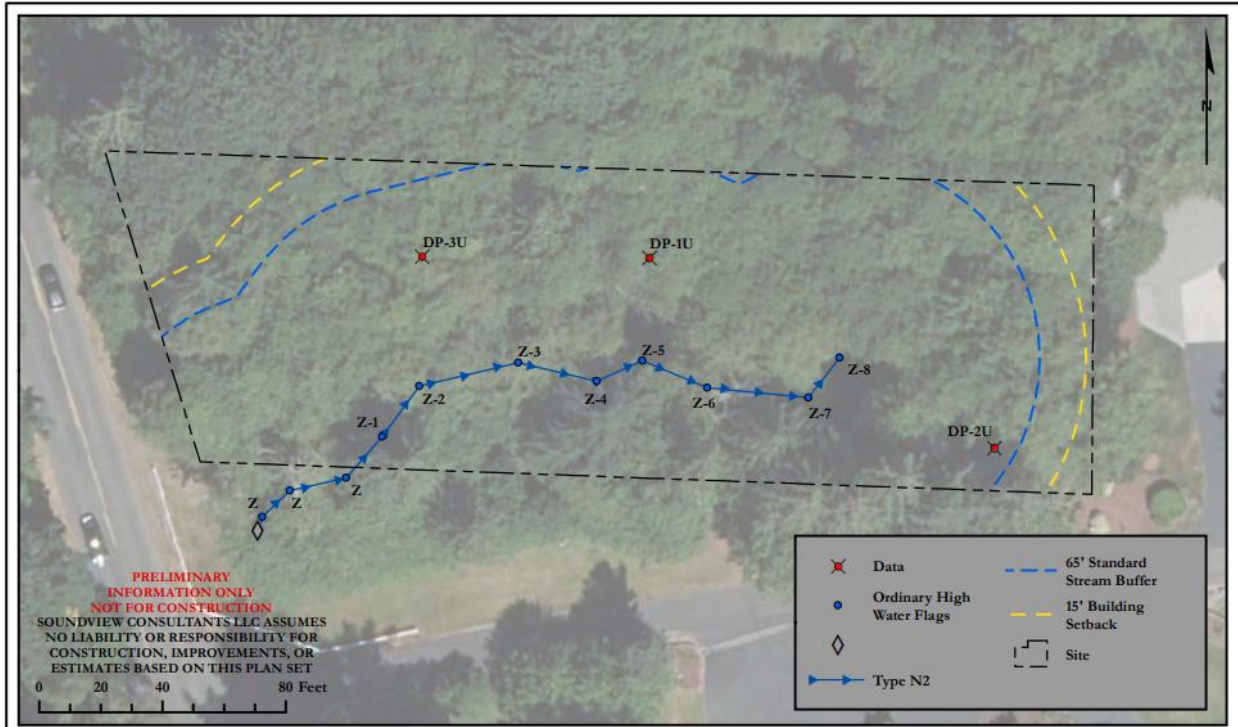 N
DP-3U
DP-1U
Z-3
Z-5
Z-8
Z-2
Z-4
Z-6
Z-7
Z-1
DP-2U
Z
Z
Z
PRELIMINARY
INFORMATION ONLY
NOT FOR CONSTRUCTION
SOUNDVIEW CONSULTANTS LLC ASSUMES
NO LIABILITY OR RESPONSIBILITY FOR
CONSTRUCTION, IMPROVEMENTS, OR
ESTIMATES BASED ON THIS PLAN SET
0 20 40 80 Feet
Data
Ordinary High
Water Flags
Type N2
65' Standard
Stream Buffer
15' Building
Setback
Site